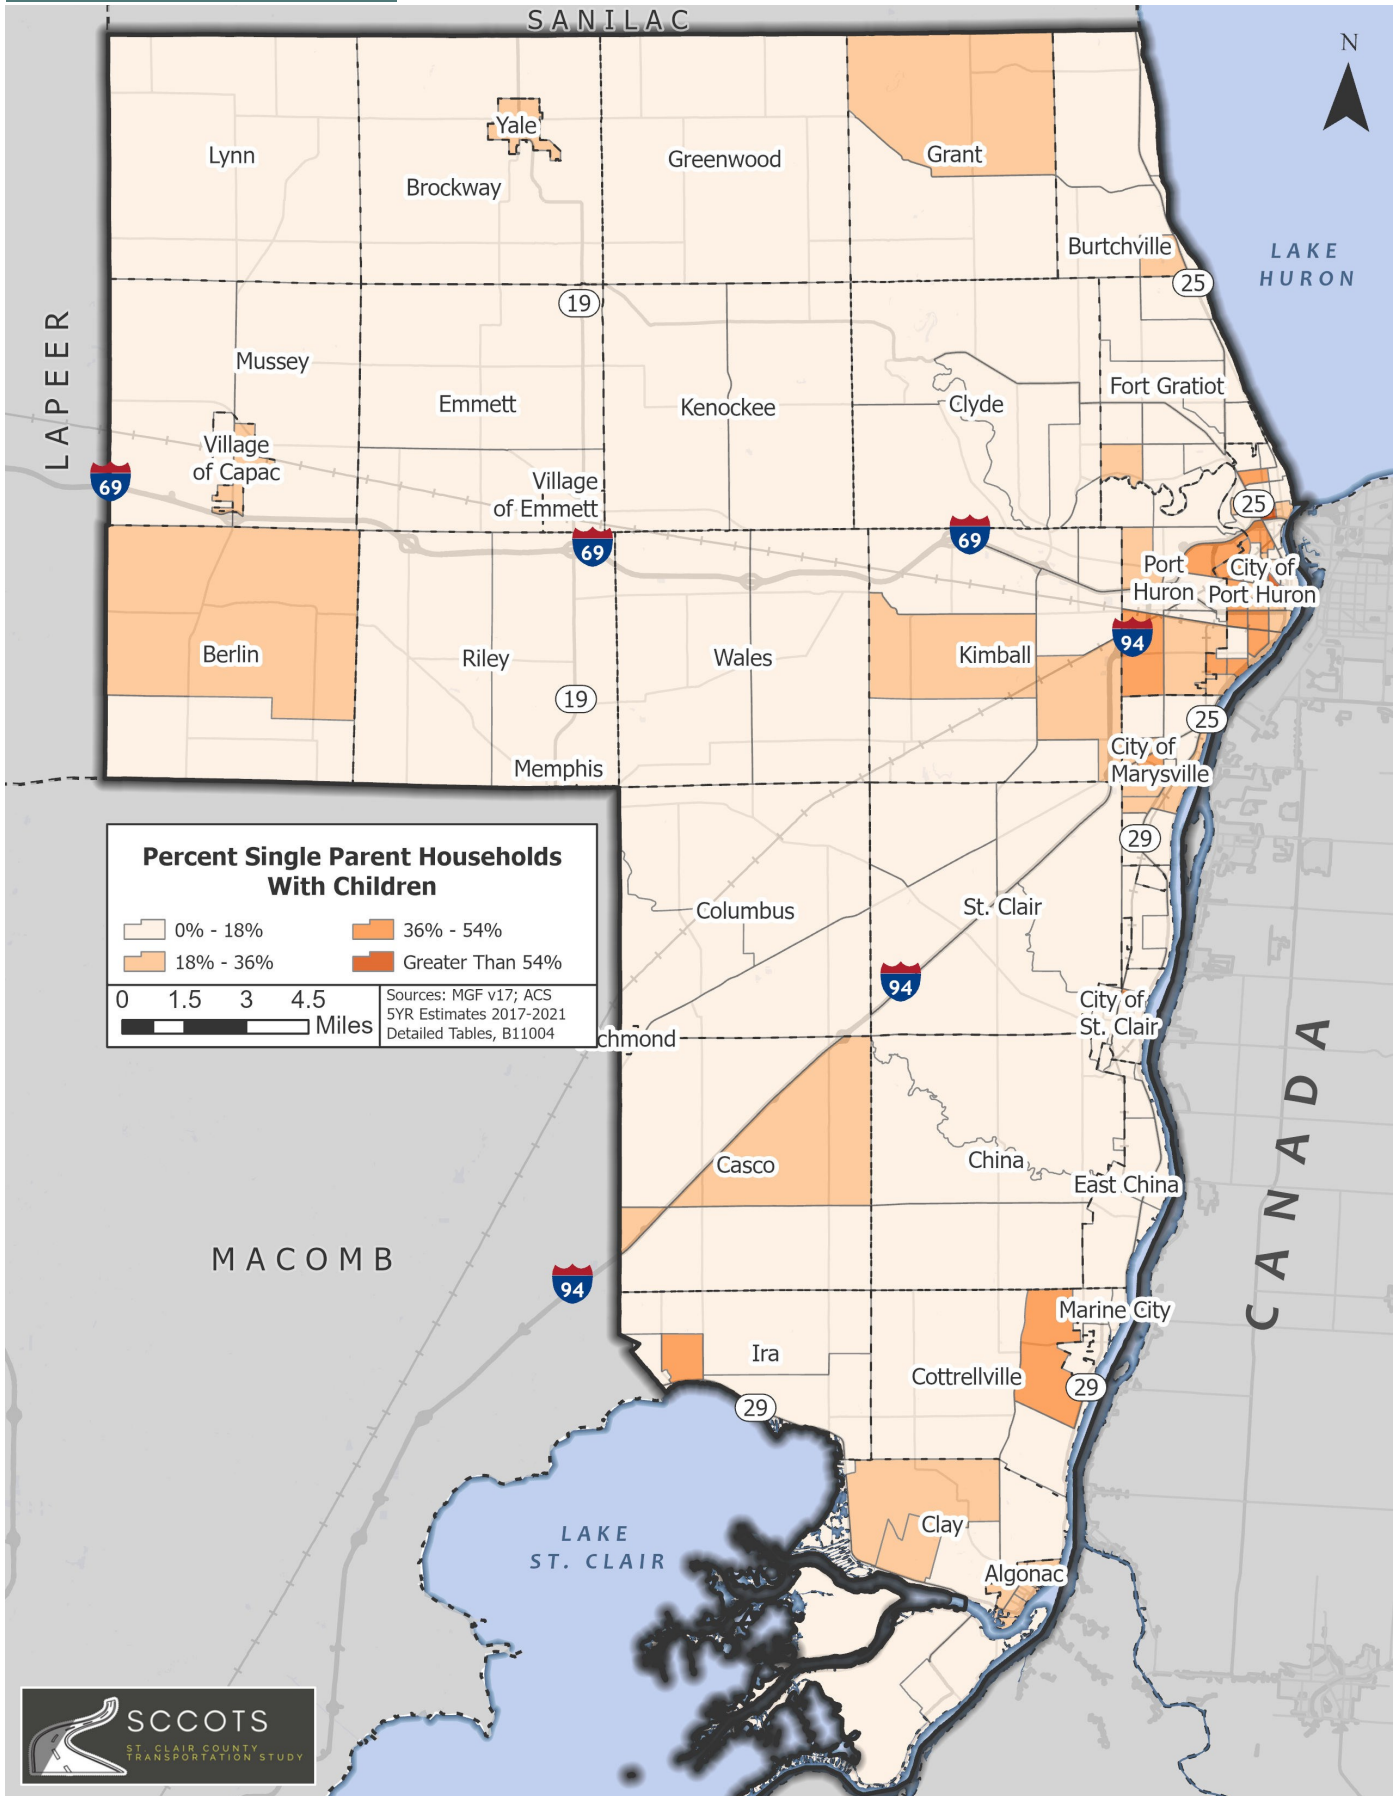 SANILAC
N
Yale
Lynn
Greenwood
Grant
Brockway
Burtchville
LAKE
HURON
25
19
LAPEER
Mussey
Emmett
Kenockee
Clyde
Fort Gratiot
Village
of Capac
69
Village
of Emmett
25
69
69
Port
Huron
City of
Port Huron
94
Berlin
Riley
Wales
Kimball
19
25
City of
Marysville
Memphis
29
Percent Single Parent Households
With Children
0% - 18%
36% - 54%
18% - 36%
Greater Than 54%
0 1.5 3 4.5
Miles
Sources: MGF v17; ACS
5YR Estimates 2017-2021
Detailed Tables, B11004
Columbus
St. Clair
94
City of
St. Clair
chmond
CANADA
Casco
China
East China
MACOMB
94
Marine City
Ira
Cottrellville
29
29
LAKE
ST. CLAIR
Clay
Algonac
SCCOTS
ST. CLAIR COUNTY
TRANSPORTATION STUDY